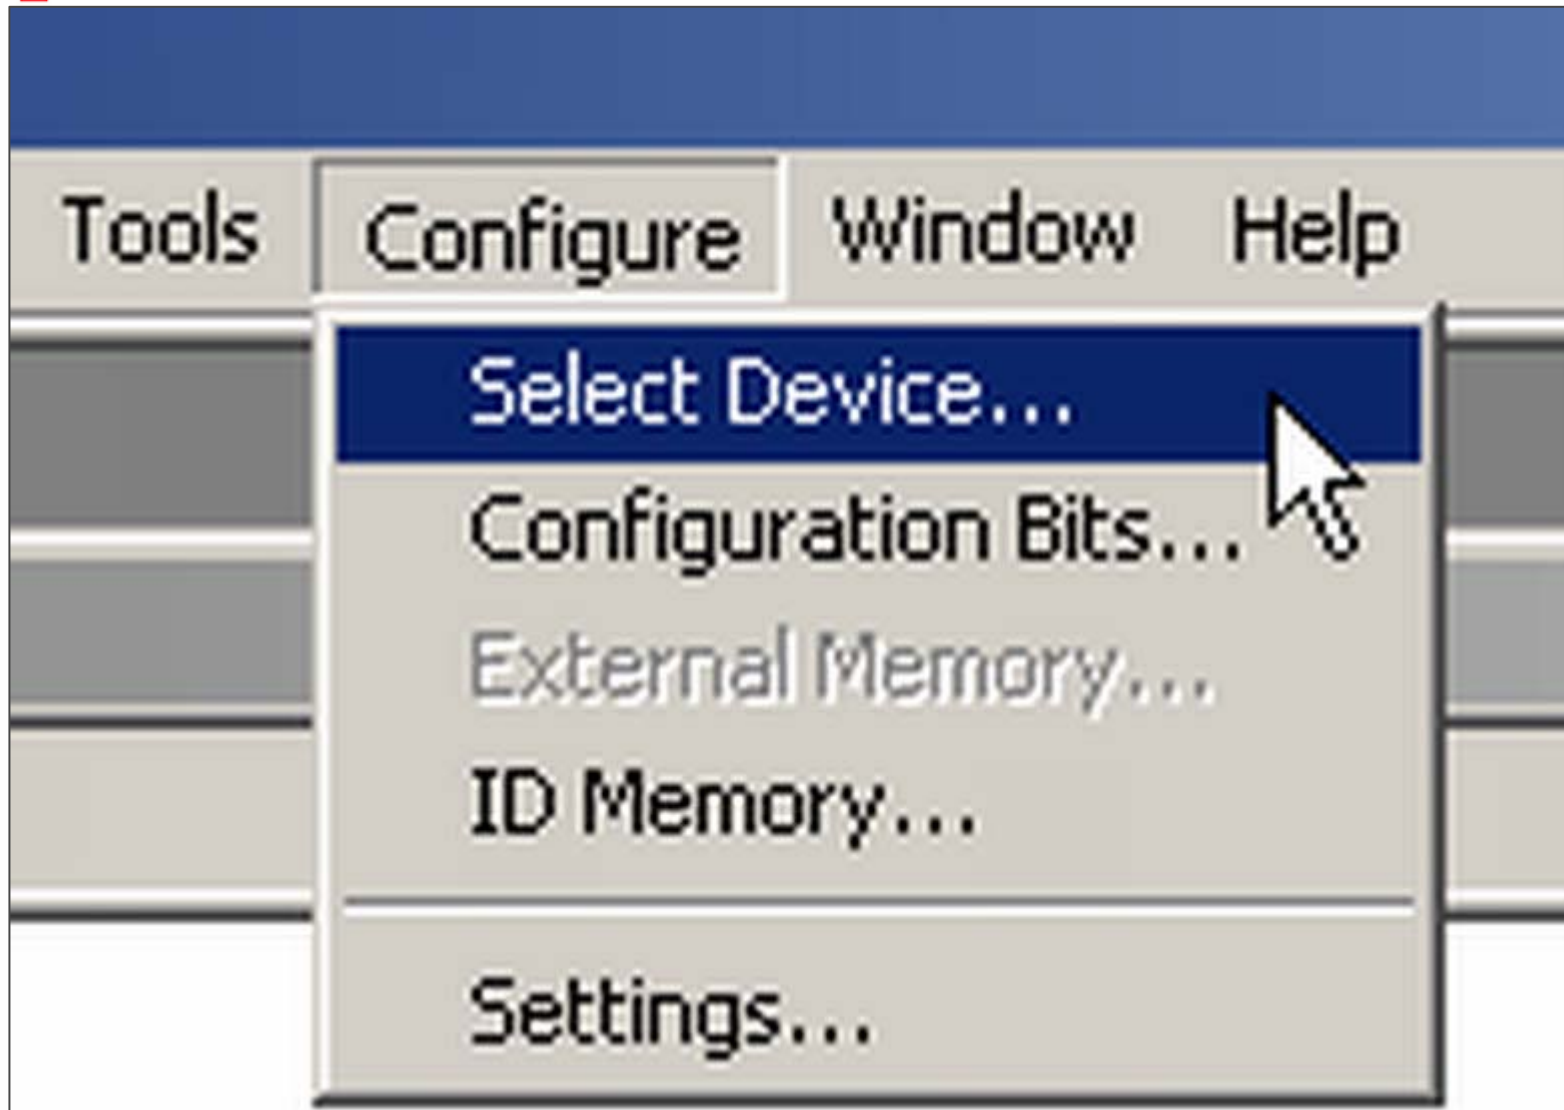 Tools Configure Window Help
Select Device...
Configuration Bits...
External Memory...
ID Memory...
Settings...